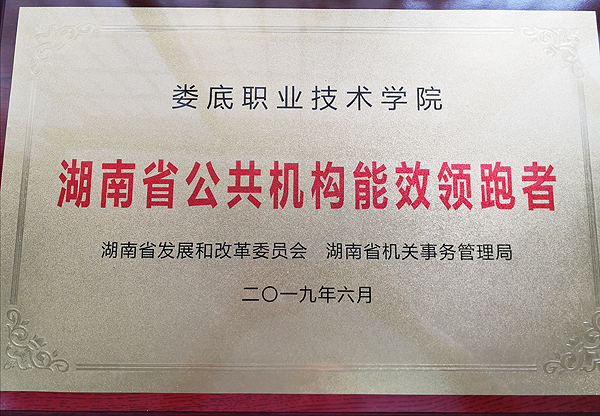 娄底职业技术学院
湖南省公共机构能效领跑者
湖南省发展和改革委员会 湖南省机关事务管理局
二〇一九年六月